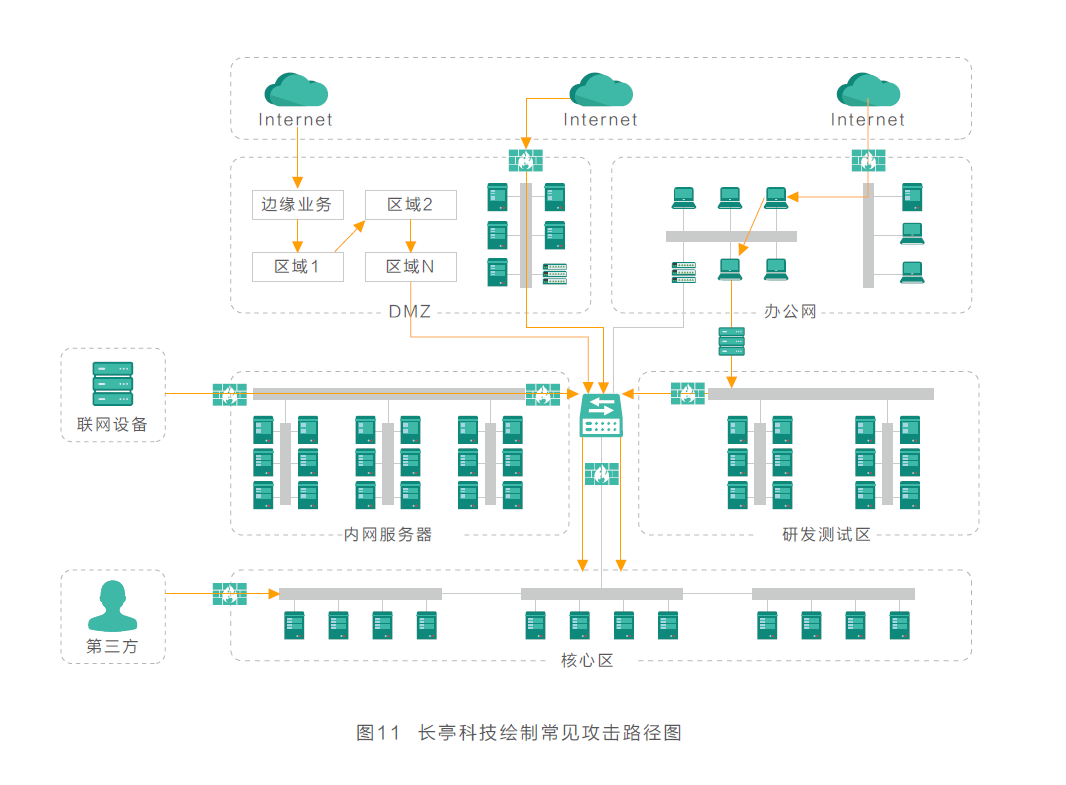 Internet
Internet
Internet
边缘业务
区域2
区域1
区域N
DMZ
办公网
联网设备
内网服务器
研发测试区
第三方
核心区
图11 长亭科技绘制常见攻击路径图